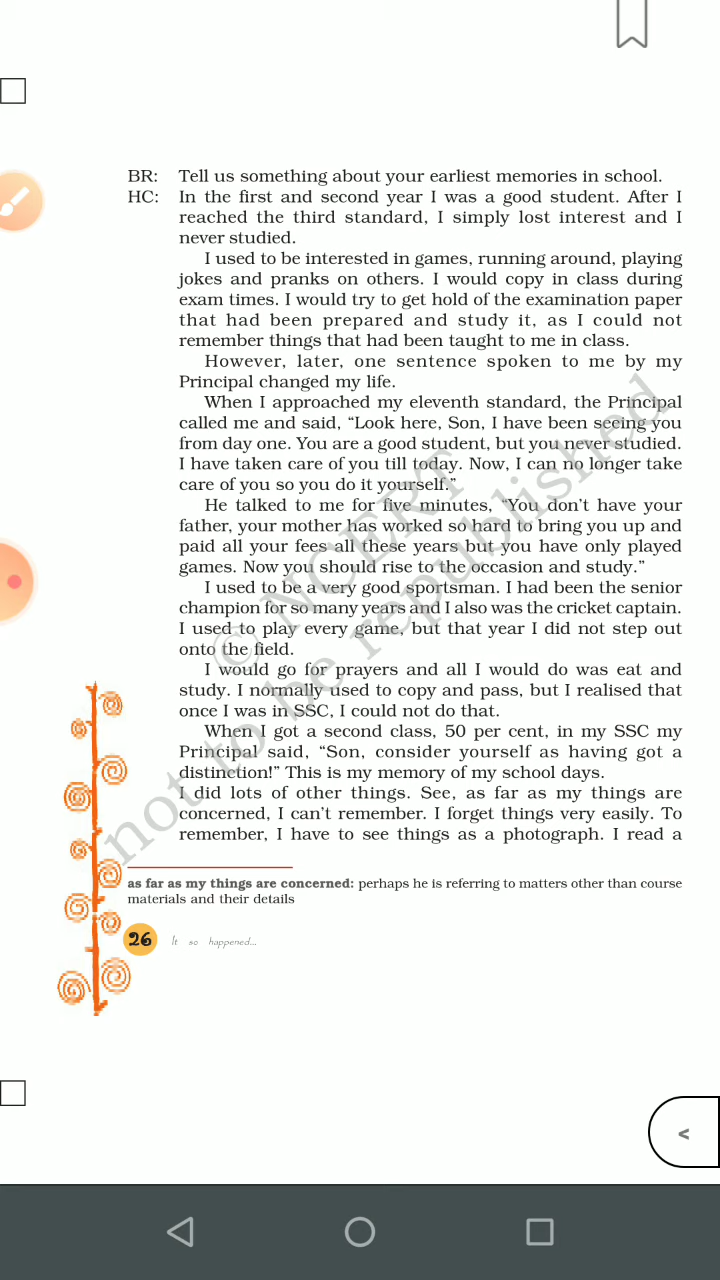 BR: Tell us something about your earliest memories in school.
HC: In the first and second year I was a good student. After I
reached the third standard, I simply lost interest and I
never studied.
I used to be interested in games, running around, playing
jokes and pranks on others. I would copy in class during
exam times. I would try to get hold of the examination paper
that had been prepared and study it, as I could not
remember things that had been taught to me in class.
However, later, one sentence spoken to me by my
Principal changed my life.
When I approached my eleventh standard, the Principal
called me and said, “Look here, Son, I have been seeing you
from day one. You are a good student, but you never studied.
I have taken care of you till today. Now, I can no longer take
care of you so you do it yourself.”
He talked to me for five minutes, “You don’t have your
father, your mother has worked so hard to bring you up and
paid all your fees all these years but you have only played
games. Now you should rise to the occasion and study.”
I used to be a very good sportsman. I had been the senior
champion for so many years and I also was the cricket captain.
I used to play every game, but that year I did not step out
onto the field.
I would go for prayers and all I would do was eat and
study. I normally used to copy and pass, but I realised that
once I was in SSC, I could not do that.
When I got a second class, 50 per cent, in my SSC my
Principal said, “Son, consider yourself as having got a
distinction!” This is my memory of my school days.
I did lots of other things. See, as far as my things are
concerned, I can’t remember. I forget things very easily. To
remember, I have to see things as a photograph. I read a
as far as my things are concerned: perhaps he is referring to matters other than course
materials and their details
26 It so happened...
© NCERT
not to be republished
<